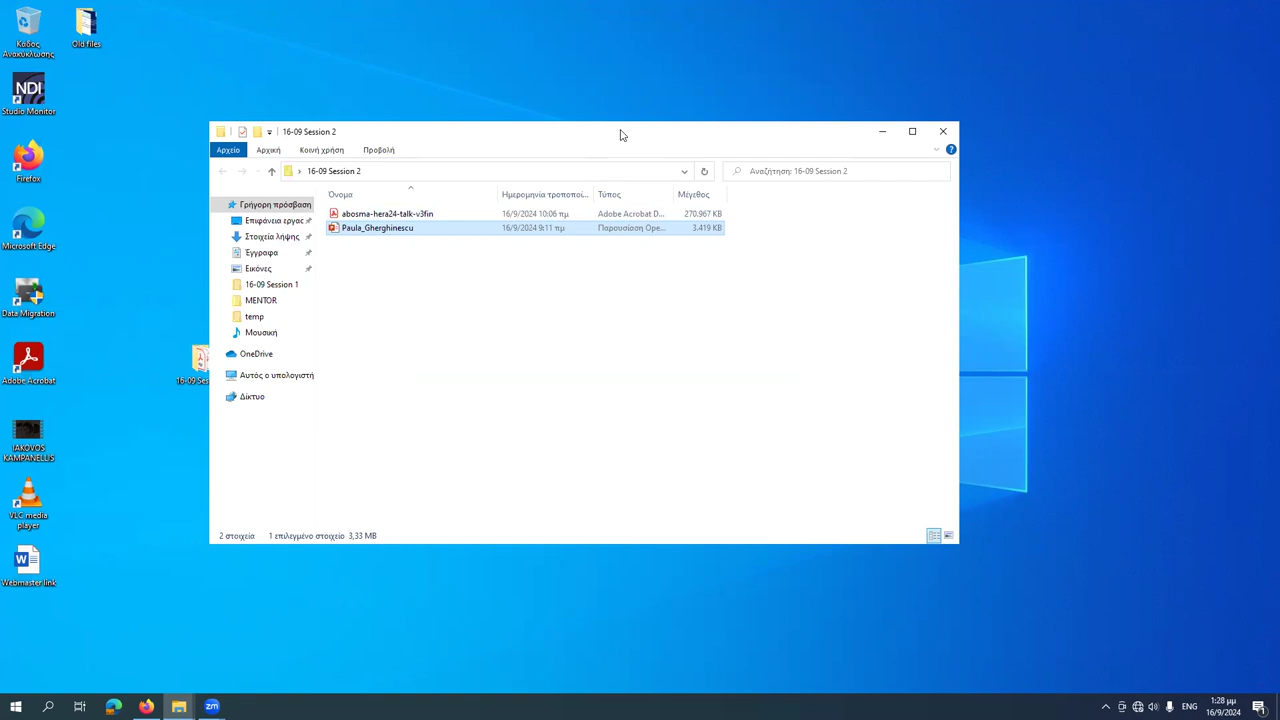 Κάδος Ανακύκλωσης
Old files
NDI
Studio Monitor
Firefox
Microsoft Edge
Data Migration
Adobe Acrobat
IAKOVOS KAMPANELLIS
VLC media player
Webmaster link
16-09 Ses
16-09 Session 2
Αρχείο
Αρχική
Κοινή χρήση
Προβολή
16-09 Session 2
Αναζήτηση: 16-09 Session 2
Όνομα
Ημερομηνία τροποποί...
Τύπος
Μέγεθος
abosma-hera24-talk-v3fin
16/9/2024 10:06 πμ
Adobe Acrobat D...
270.967 KB
Paula_Gherghinescu
16/9/2024 9:11 πμ
Παρουσίαση Ope...
3.419 KB
Γρήγορη πρόσβαση
Επιφάνεια εργασ
Στοιχεία λήψης
Έγγραφα
Εικόνες
16-09 Session 1
MENTOR
temp
Μουσική
OneDrive
Αυτός ο υπολογιστή
Δίκτυο
2 στοιχεία
1 επιλεγμένο στοιχείο 3,33 MB
zm
ENG
1:28 μμ
16/9/2024